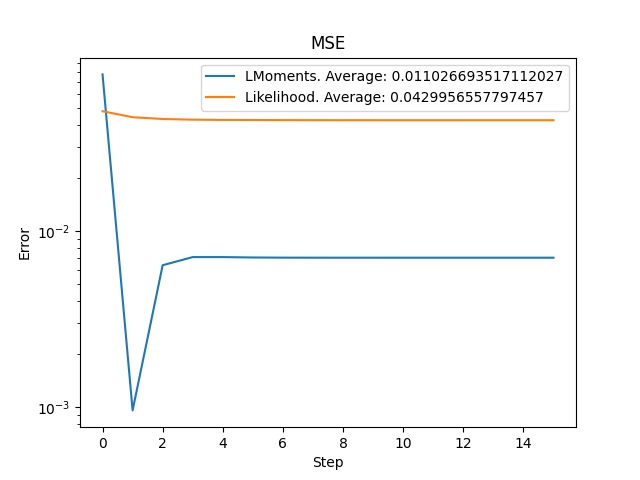 MSE
LMoments. Average: 0.011026693517112027
Likelihood. Average: 0.0429956557797457
Error
10⁻²
10⁻³
0 2 4 6 8 10 12 14
Step